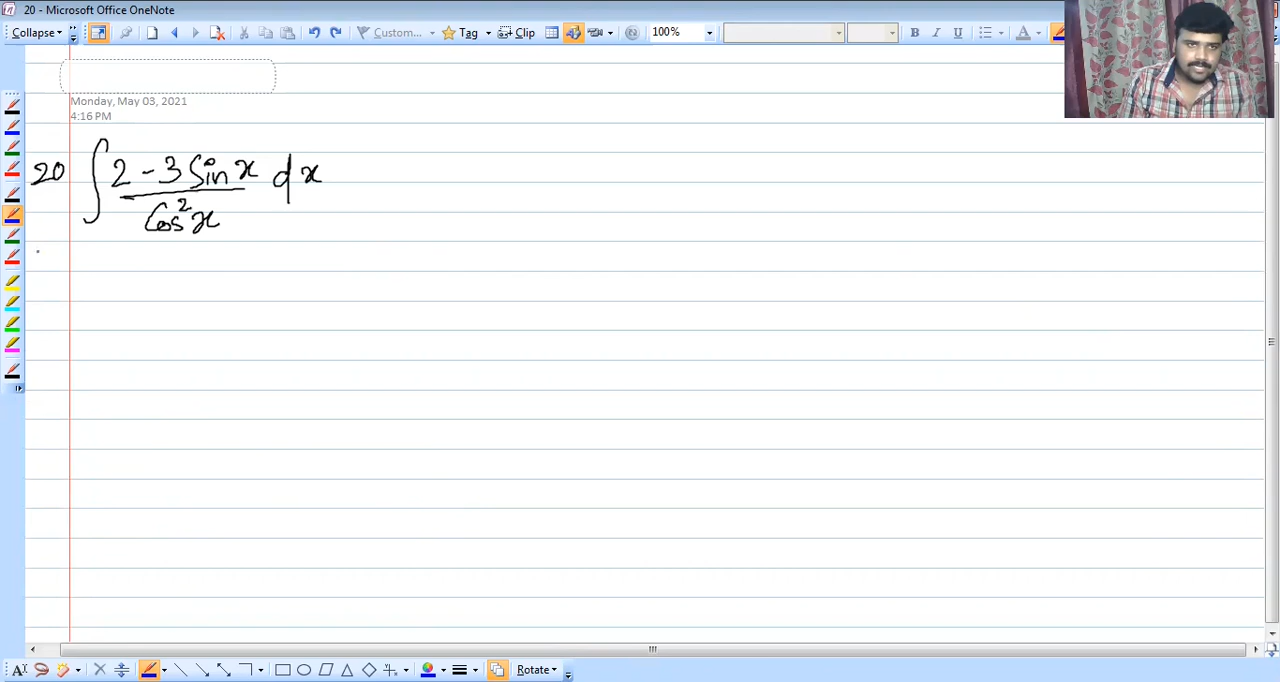 20 - Microsoft Office OneNote
Collapse Custom... Tag Clip 100% B I U A
Monday, May 03, 2021
4:16 PM
20 ∫ 2 - 3 Sin x / Cos² x dx
Rotate